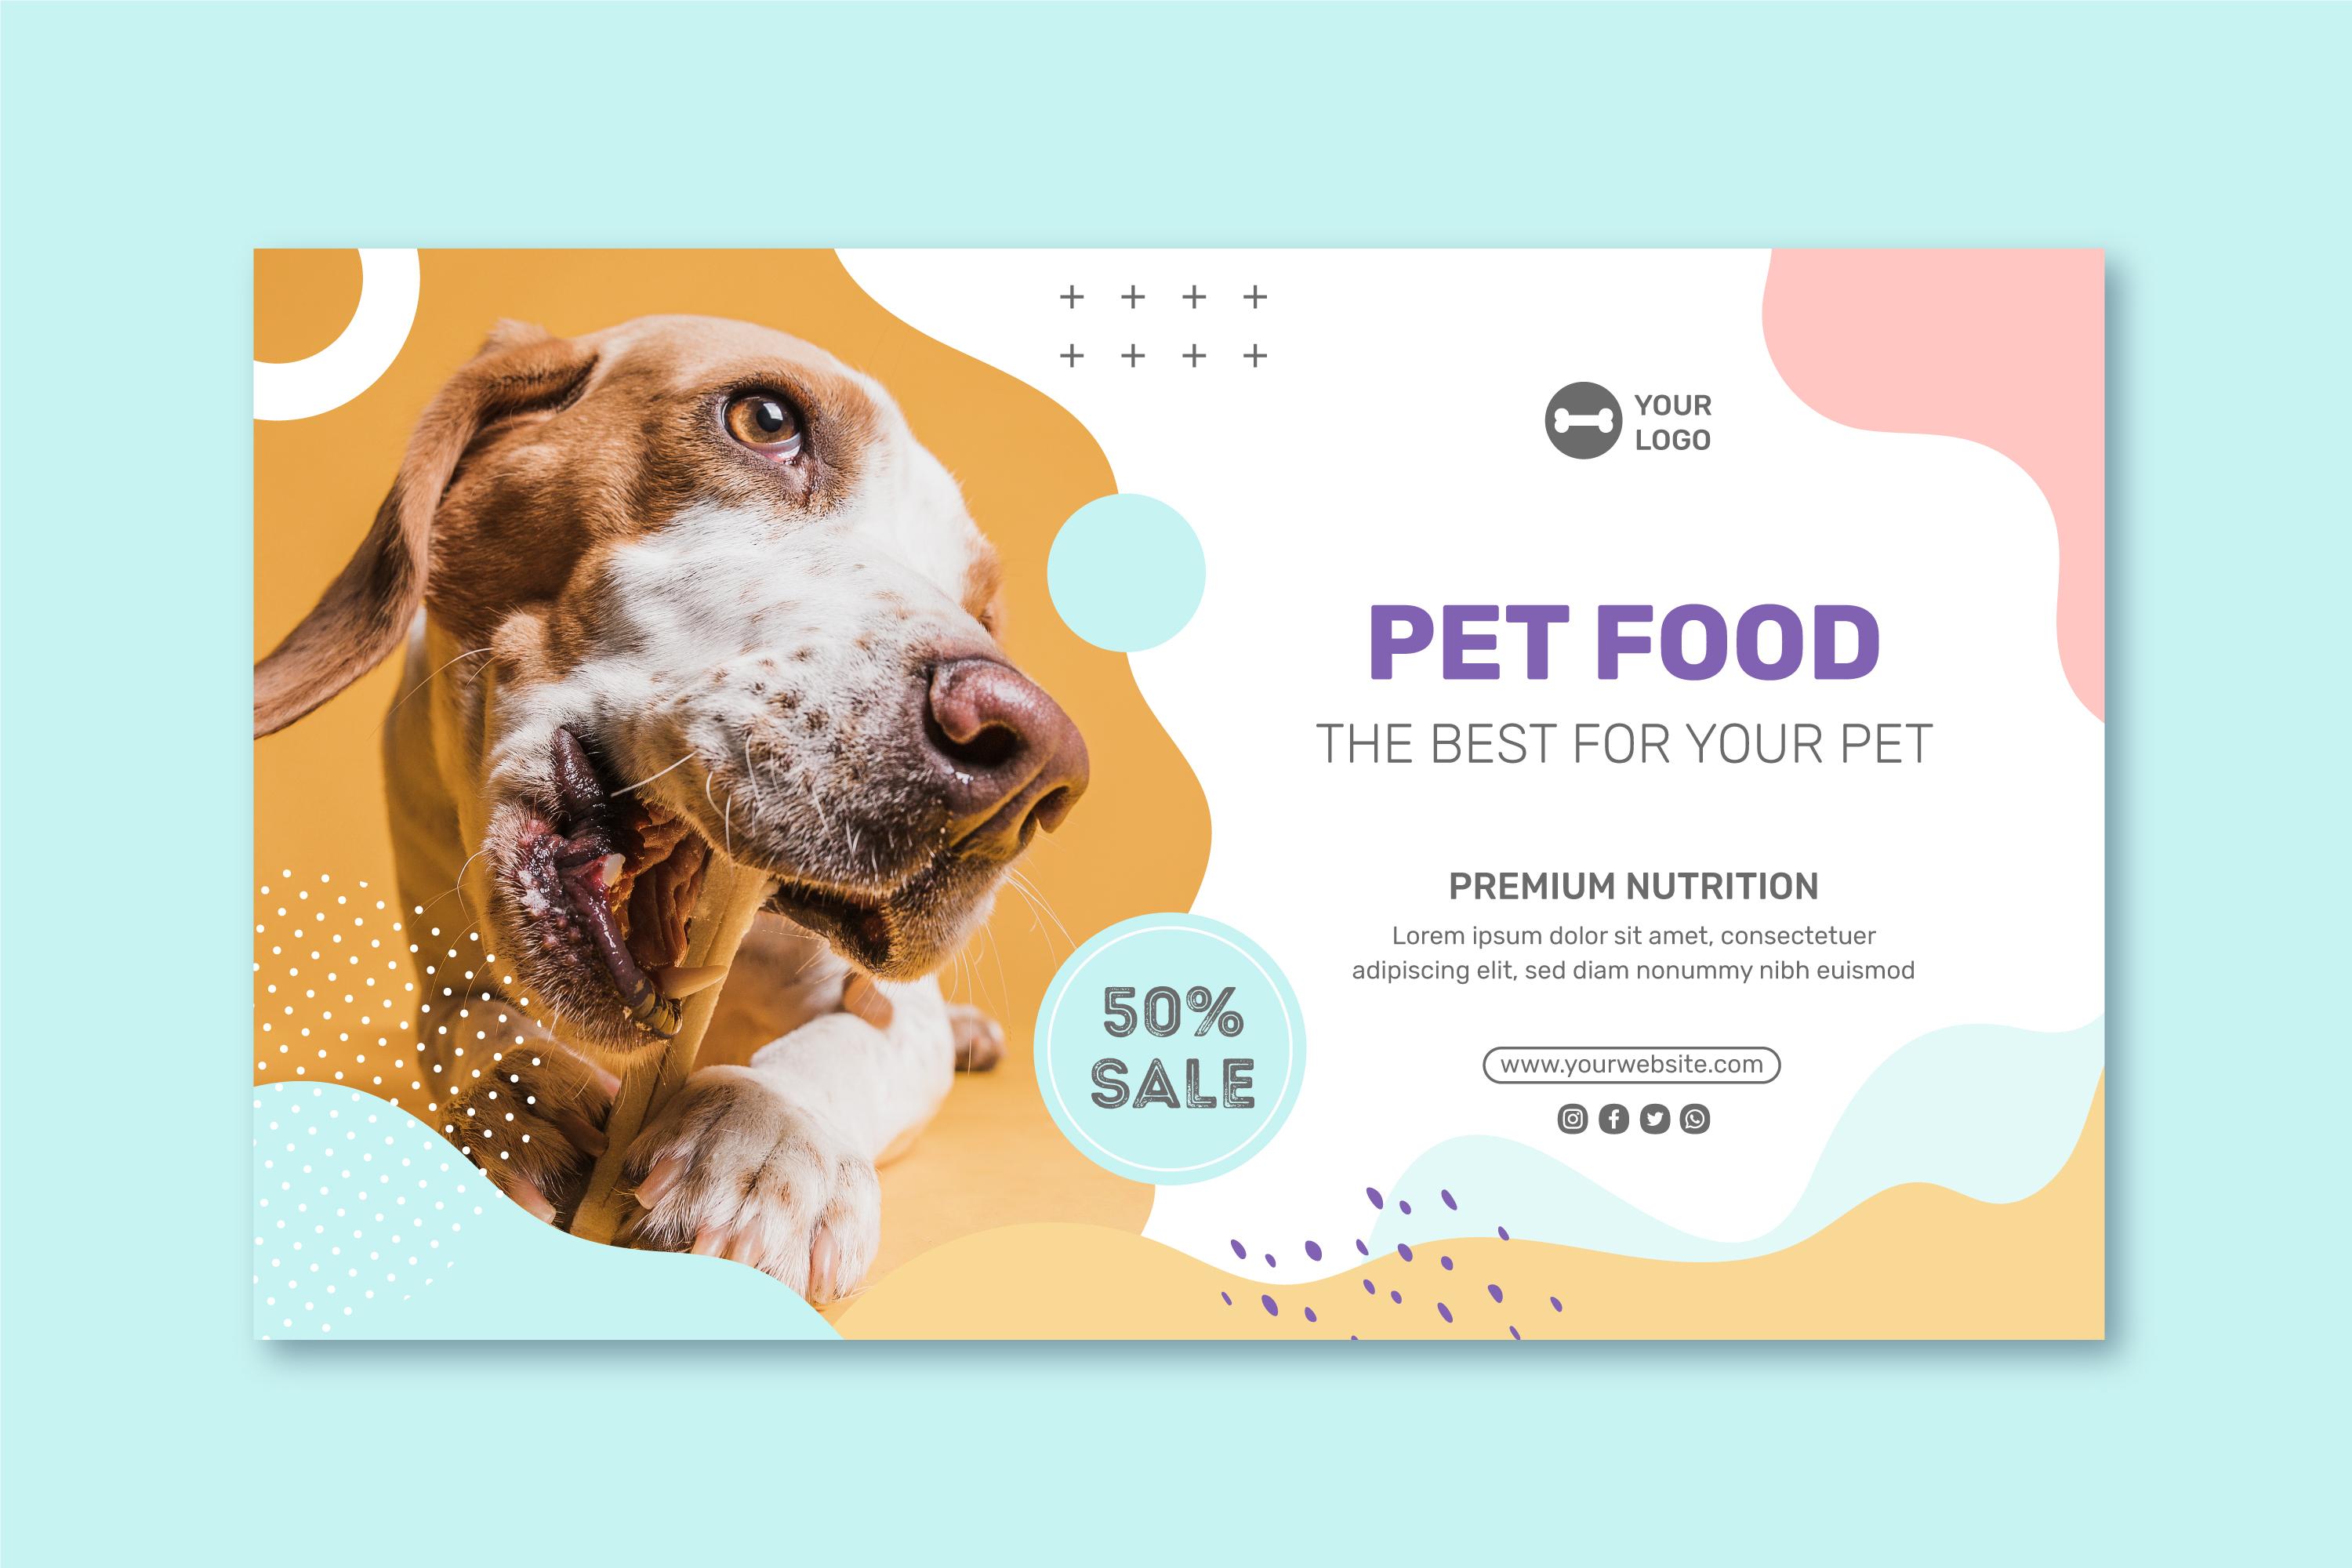 YOUR
LOGO
PET FOOD
THE BEST FOR YOUR PET
PREMIUM NUTRITION
Lorem ipsum dolor sit amet, consectetuer
adipiscing elit, sed diam nonummy nibh euismod
www.yourwebsite.com
50%
SALE